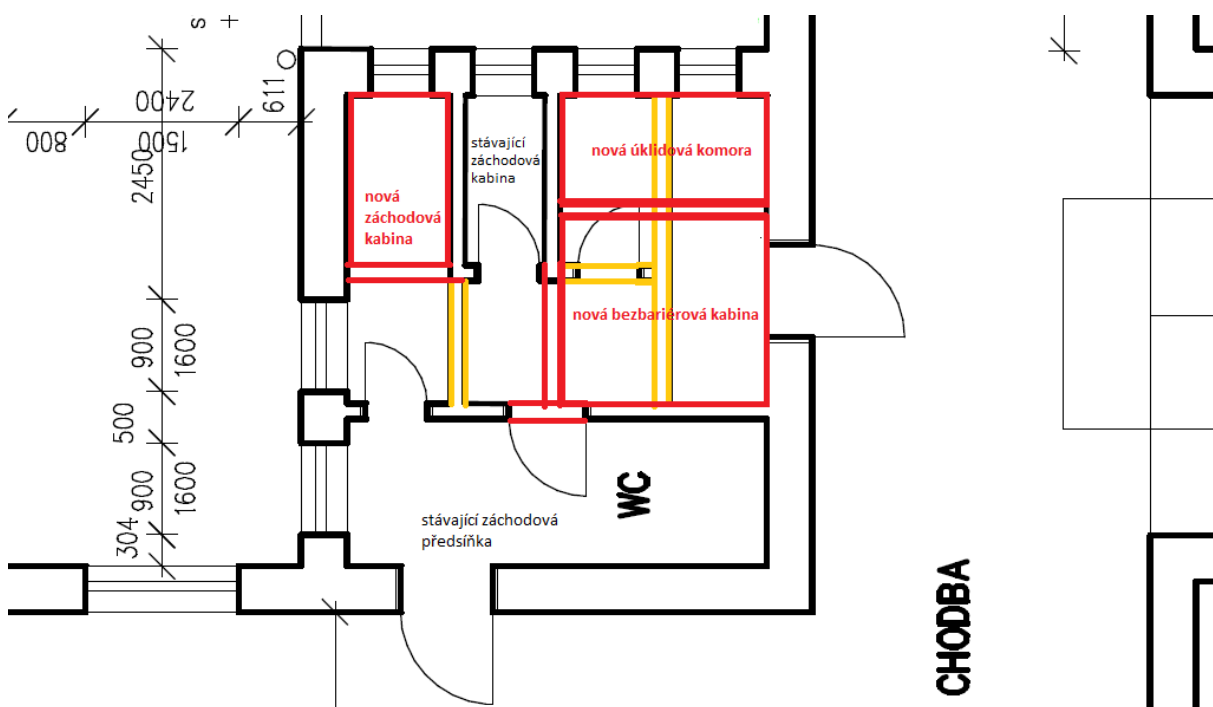 s
611
2400
1500
800
2450
stávající
záchodová
kabina
nová úklidová komora
nová
záchodová
kabina
nová bezbariérová kabina
900
1600
500
WC
stávající záchodová
předsíňka
900
1600
304
CHODBA